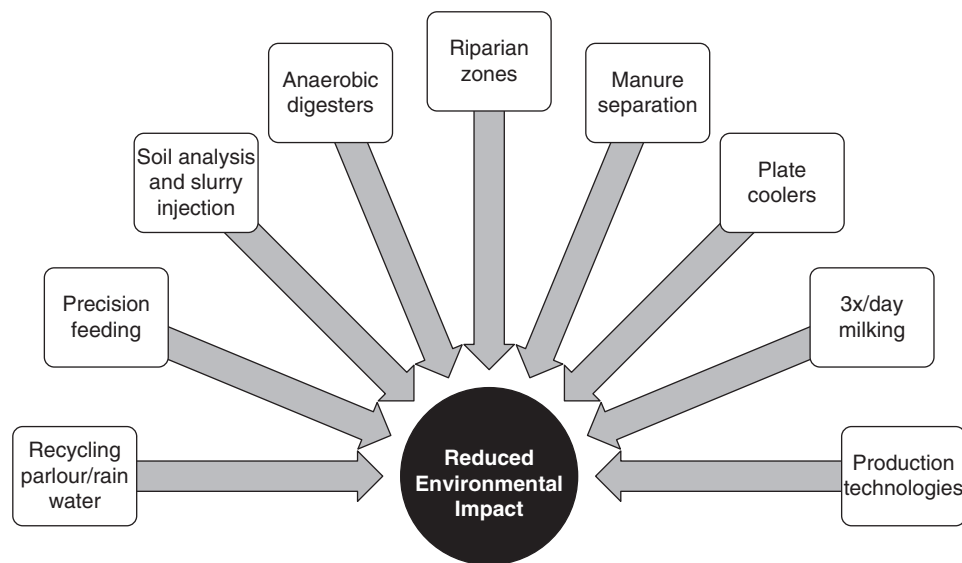 Riparian
zones
Anaerobic
digesters
Manure
separation
Soil analysis
and slurry
injection
Plate
coolers
Precision
feeding
3x/day
milking
Recycling
parlour/rain
water
Reduced
Environmental
Impact
Production
technologies